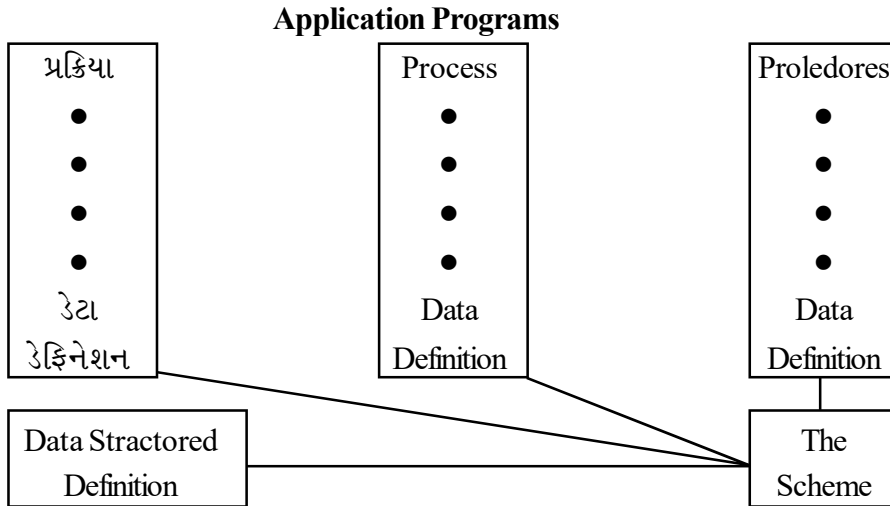 Application Programs
પ્રક્રિયા
ડેટા
ડેફિનેશન
Process
Data
Definition
Proledores
Data
Definition
Data Stractored
Definition
The
Scheme